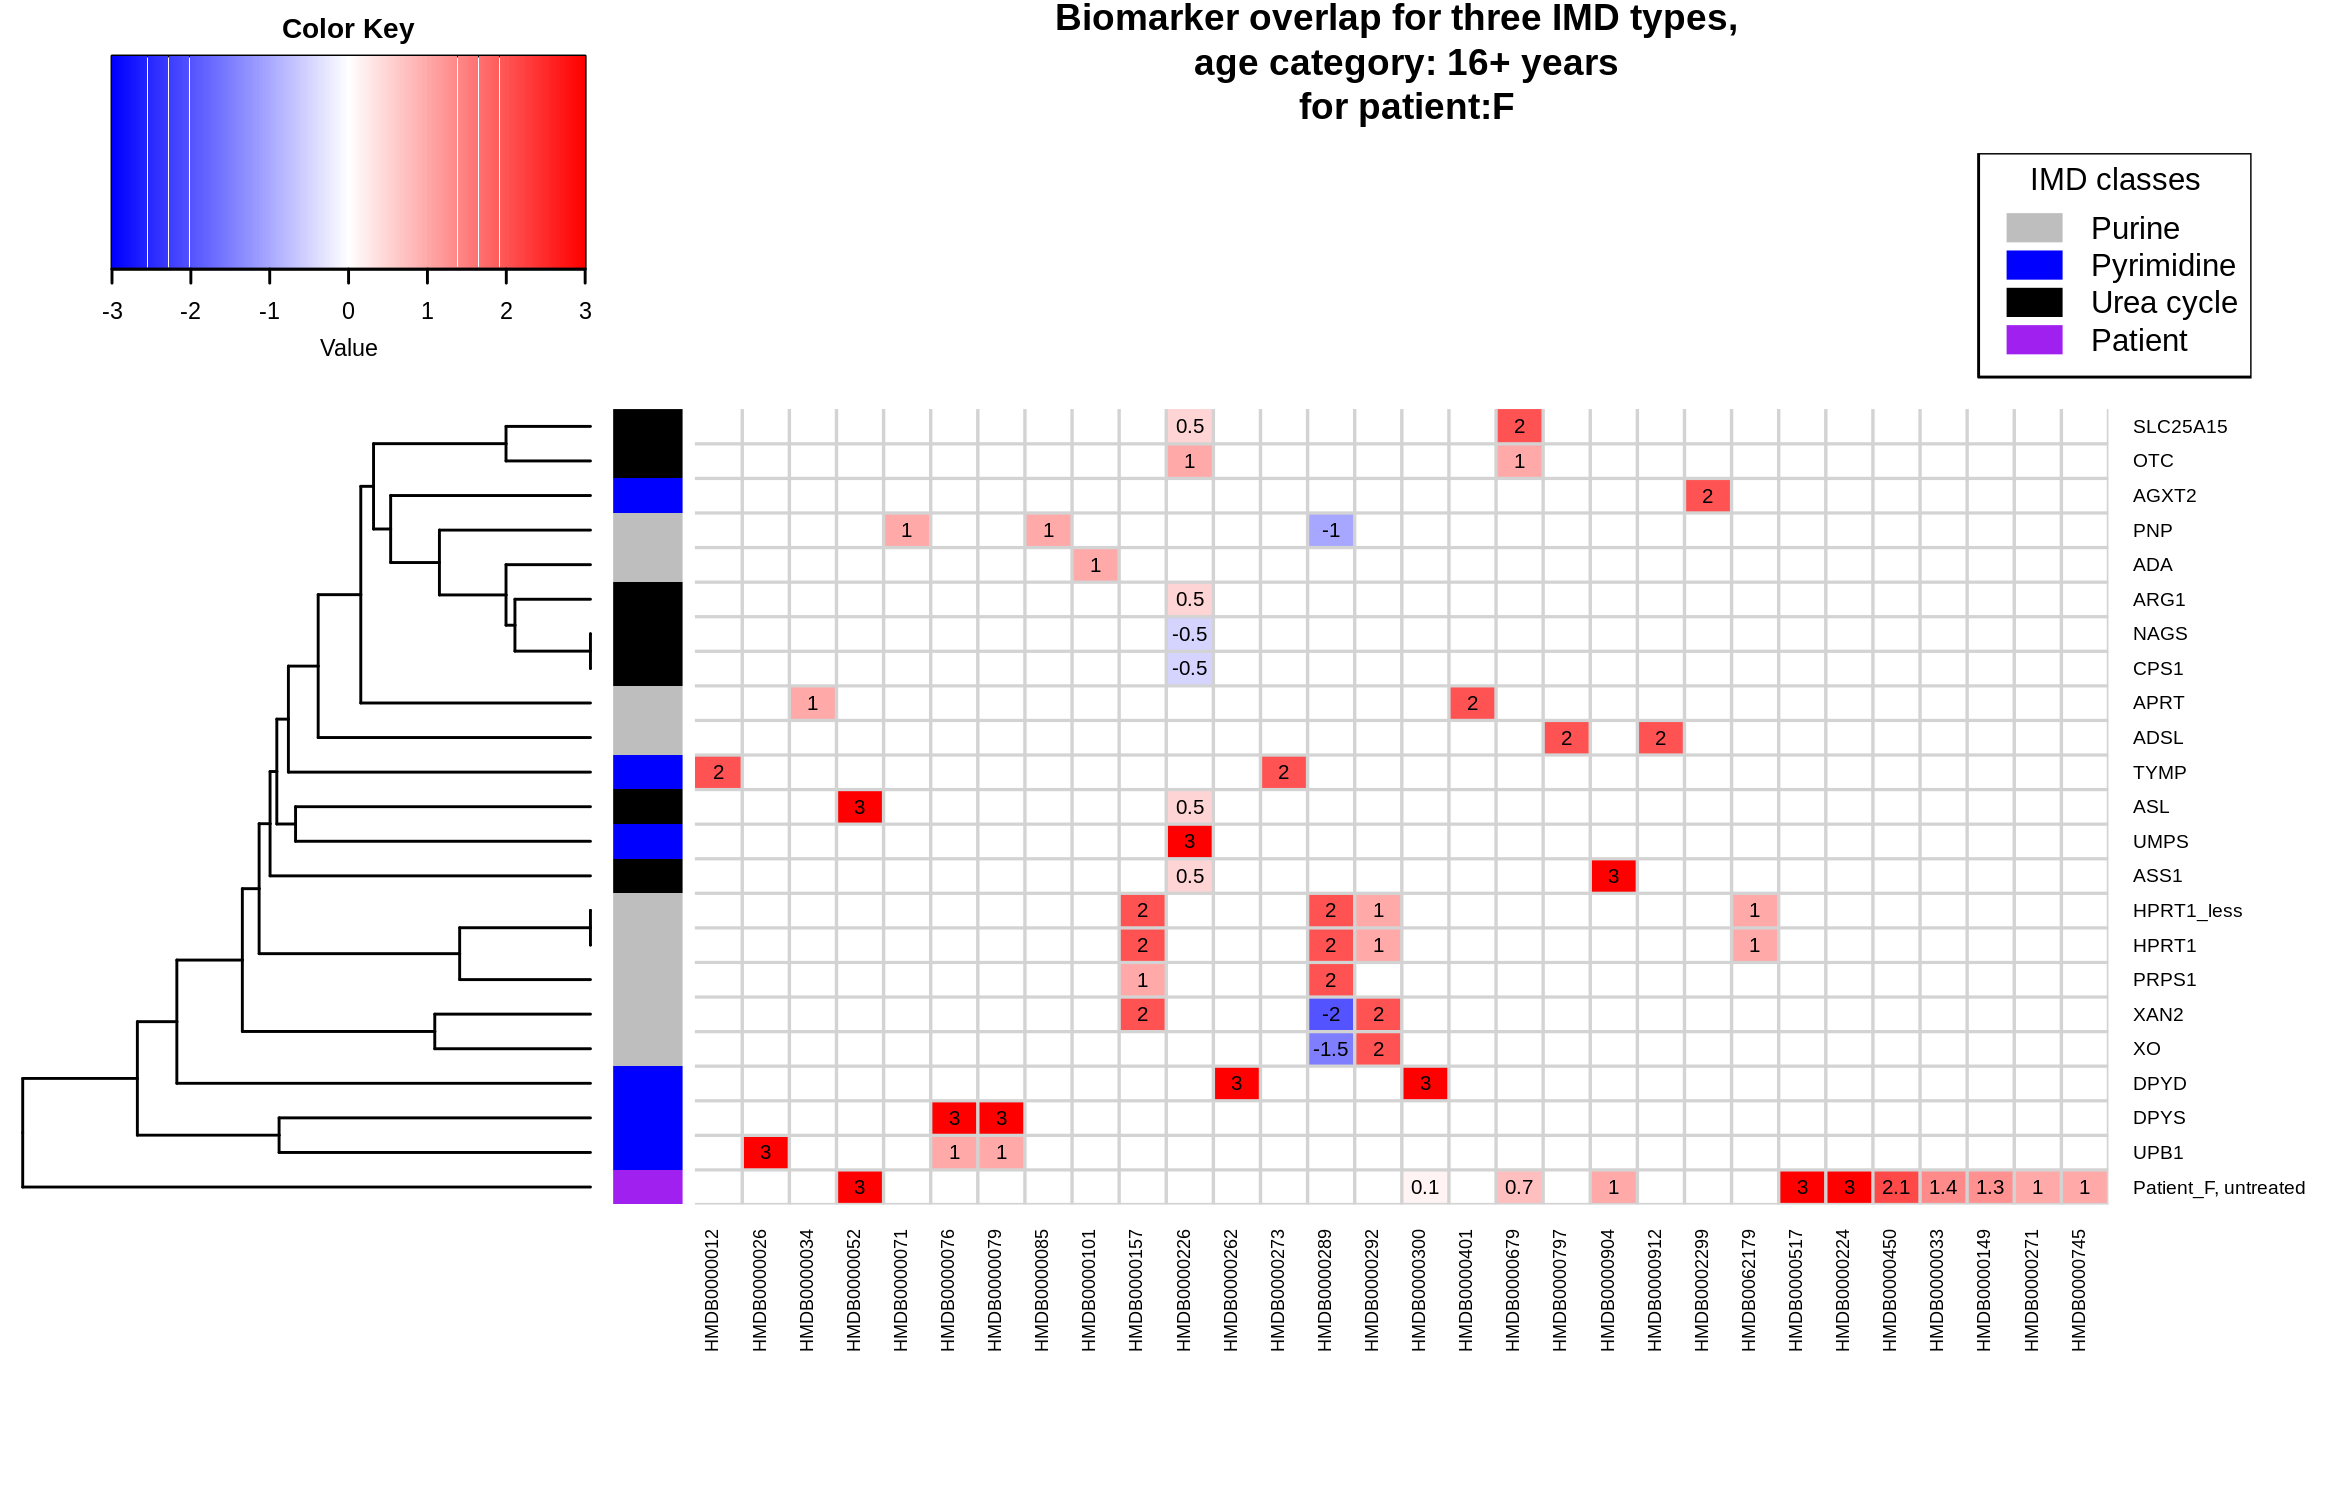 Color Key
-3 -2 -1 0 1 2 3
Value
Biomarker overlap for three IMD types,
age category: 16+ years
for patient:F
IMD classes
Purine
Pyrimidine
Urea cycle
Patient
0.5 2 SLC25A15
1 1 OTC
2 AGXT2
1 1 -1 PNP
1 ADA
0.5 ARG1
-0.5 NAGS
-0.5 CPS1
1 2 APRT
2 2 ADSL
2 2 TYMP
3 0.5 ASL
3 UMPS
0.5 3 ASS1
2 2 1 1 HPRT1_less
2 2 1 1 HPRT1
1 2 PRPS1
2 -2 2 XAN2
-1.5 2 XO
3 3 DPYD
3 3 DPYS
3 1 1 UPB1
3 0.1 0.7 1 3 3 2.1 1.4 1.3 1 1 Patient_F, untreated
HMDB0000012
HMDB0000026
HMDB0000034
HMDB0000052
HMDB0000071
HMDB0000076
HMDB0000079
HMDB0000085
HMDB0000101
HMDB0000157
HMDB0000226
HMDB0000262
HMDB0000273
HMDB0000289
HMDB0000292
HMDB0000300
HMDB0000401
HMDB0000679
HMDB0000797
HMDB0000904
HMDB0000912
HMDB0002299
HMDB0062179
HMDB0000517
HMDB0000224
HMDB0000450
HMDB0000033
HMDB0000149
HMDB0000271
HMDB0000745